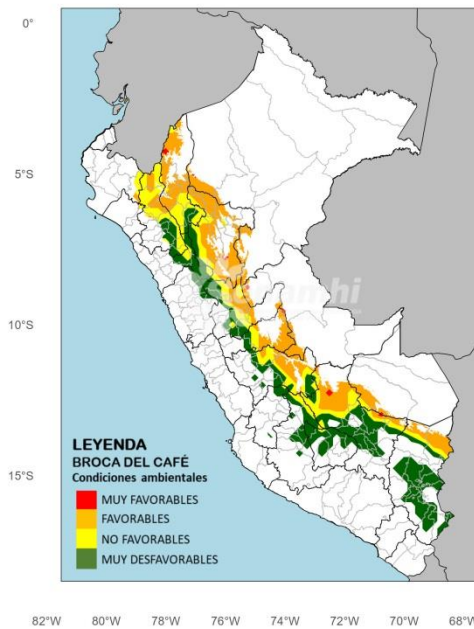 0°
5°S
10°S
15°S
senamhi
LEYENDA
BROCA DEL CAFÉ
Condiciones ambientales
MUY FAVORABLES
FAVORABLES
NO FAVORABLES
MUY DESFAVORABLES
82°W 80°W 78°W 76°W 74°W 72°W 70°W 68°W